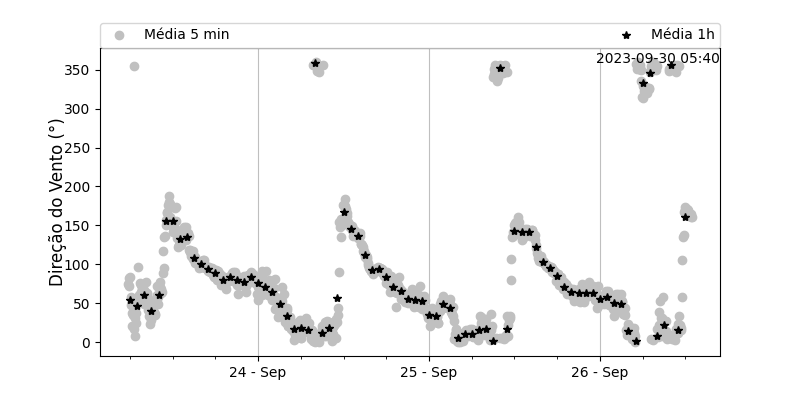 Média 5 min
Média 1h
2023-09-30 05:40
Direção do Vento (°)
350
300
250
200
150
100
50
0
24 - Sep
25 - Sep
26 - Sep